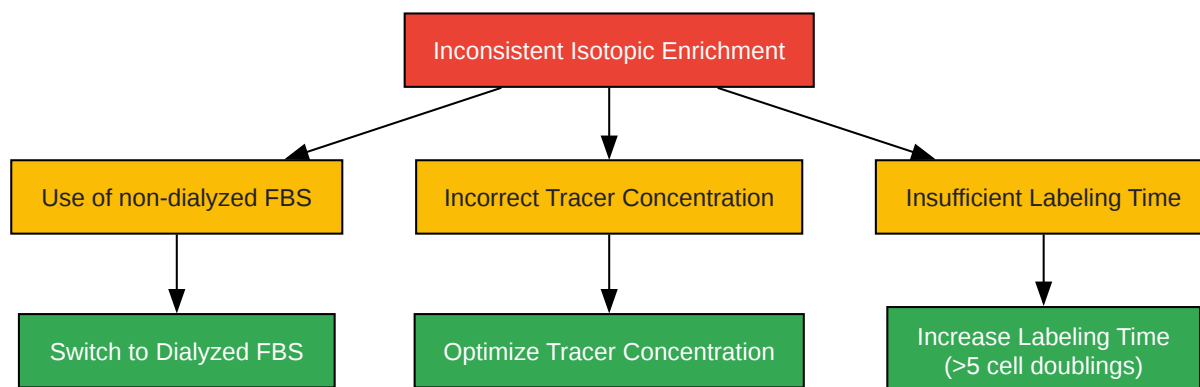 Inconsistent Isotopic Enrichment
Use of non-dialyzed FBS
Incorrect Tracer Concentration
Insufficient Labeling Time
Switch to Dialyzed FBS
Optimize Tracer Concentration
Increase Labeling Time
(>5 cell doublings)